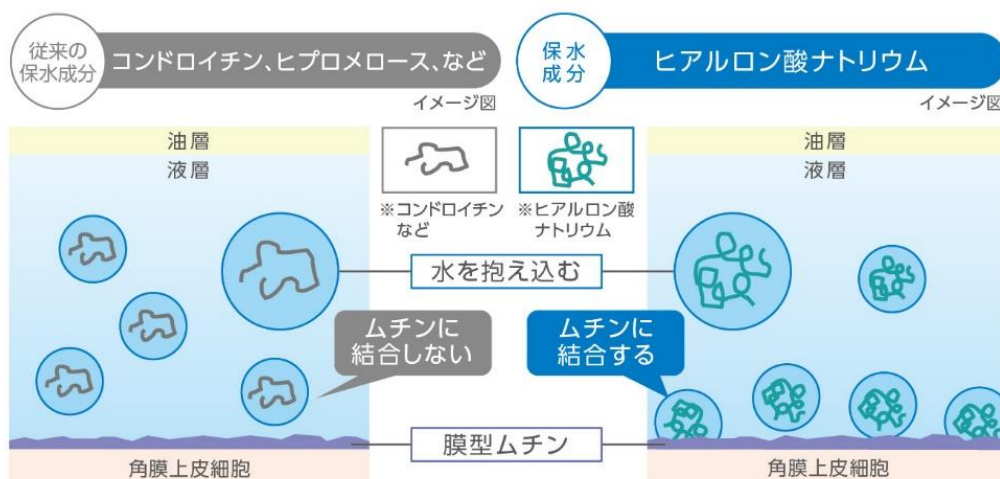 従来の
保水成分
コンドロイチン、ヒプロメロース、など
イメージ図
保水
成分
ヒアルロン酸ナトリウム
イメージ図
油層
液層
※コンドロイチン
など
※ヒアルロン酸
ナトリウム
油層
液層
水を抱え込む
ムチンに
結合しない
ムチンに
結合する
膜型ムチン
角膜上皮細胞
角膜上皮細胞